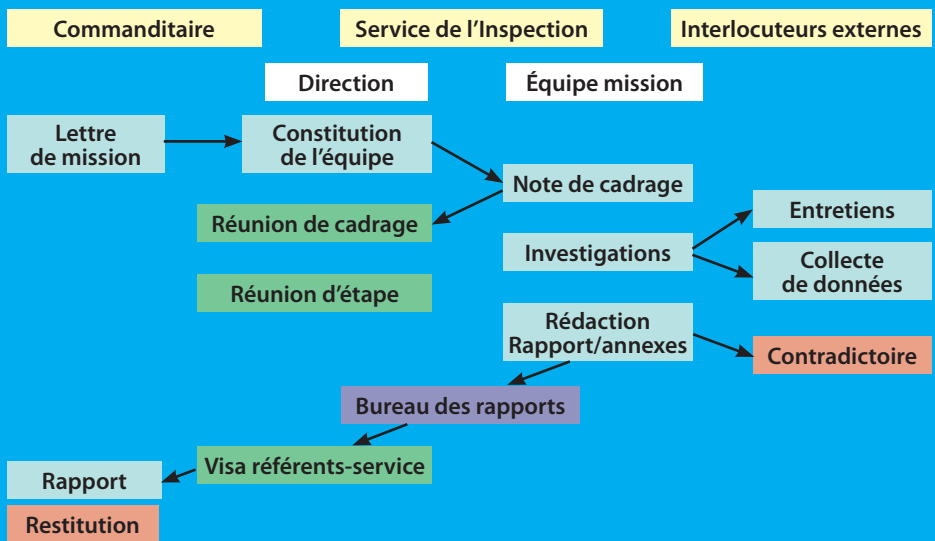 Commanditaire
Service de l’Inspection
Interlocuteurs externes
Direction
Équipe mission
Lettre
de mission
Constitution
de l’équipe
Note de cadrage
Réunion de cadrage
Entretiens
Investigations
Collecte
de données
Réunion d’étape
Rédaction
Rapport/annexes
Contradictoire
Bureau des rapports
Visa référents-service
Rapport
Restitution